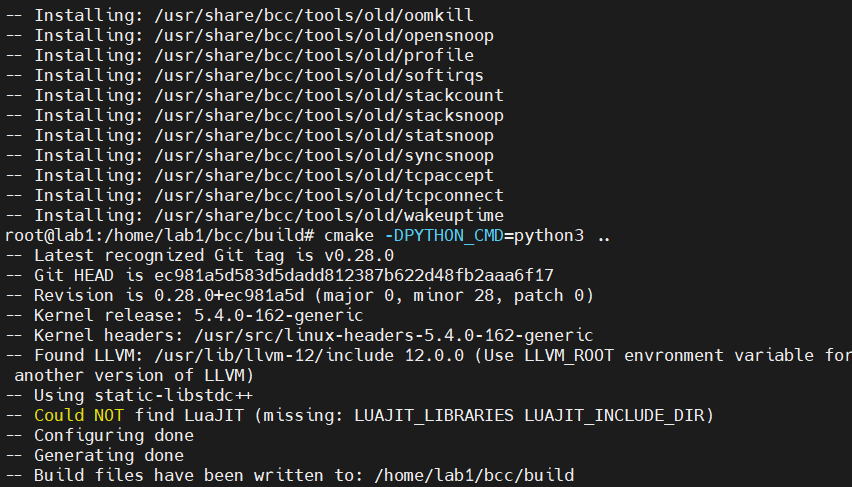 -- Installing: /usr/share/bcc/tools/old/oomkill
-- Installing: /usr/share/bcc/tools/old/opensnoop
-- Installing: /usr/share/bcc/tools/old/profile
-- Installing: /usr/share/bcc/tools/old/softirqs
-- Installing: /usr/share/bcc/tools/old/stackcount
-- Installing: /usr/share/bcc/tools/old/stacksnoop
-- Installing: /usr/share/bcc/tools/old/statsnoop
-- Installing: /usr/share/bcc/tools/old/syncsnoop
-- Installing: /usr/share/bcc/tools/old/tcpaccept
-- Installing: /usr/share/bcc/tools/old/tcpconnect
-- Installing: /usr/share/bcc/tools/old/wakeuptime
root@lab1:/home/lab1/bcc/build# cmake -DPYTHON_CMD=python3 ..
-- Latest recognized Git tag is v0.28.0
-- Git HEAD is ec981a5d583d5dadd812387b622d48fb2aaa6f17
-- Revision is 0.28.0+ec981a5d (major 0, minor 28, patch 0)
-- Kernel release: 5.4.0-162-generic
-- Kernel headers: /usr/src/linux-headers-5.4.0-162-generic
-- Found LLVM: /usr/lib/llvm-12/include 12.0.0 (Use LLVM_ROOT envronment variable for
 another version of LLVM)
-- Using static-libstdc++
-- Could NOT find LuaJIT (missing: LUAJIT_LIBRARIES LUAJIT_INCLUDE_DIR)
-- Configuring done
-- Generating done
-- Build files have been written to: /home/lab1/bcc/build